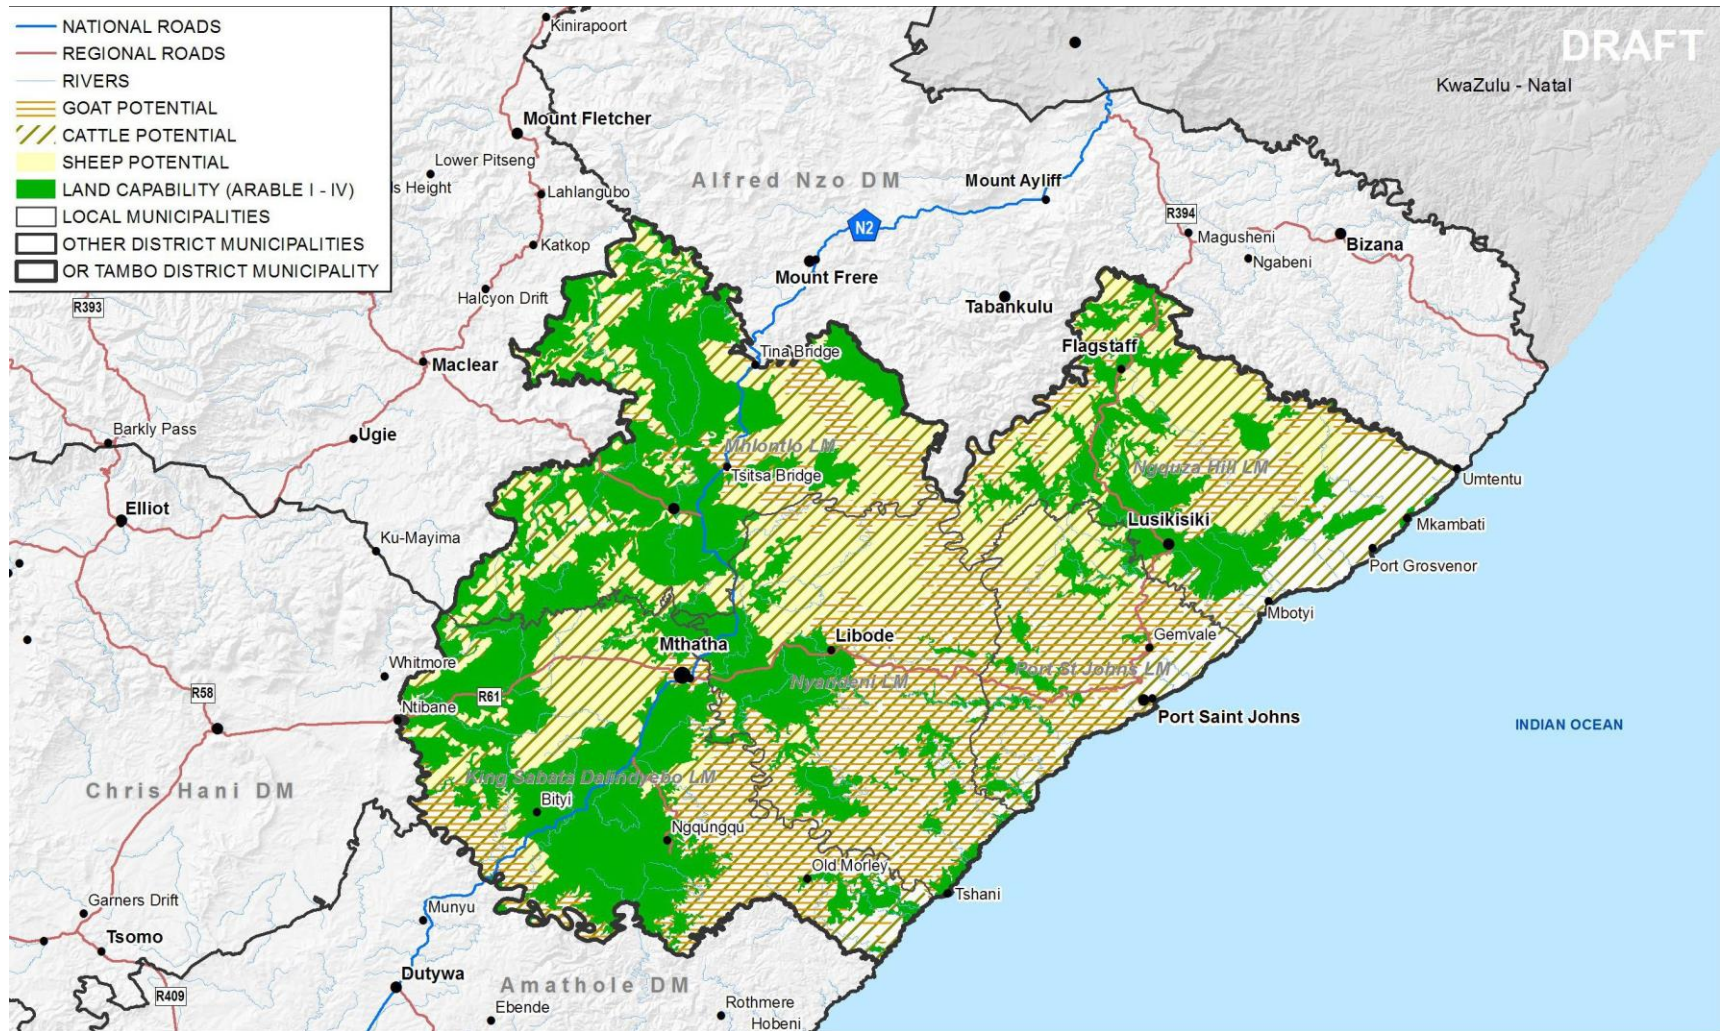 NATIONAL ROADS
REGIONAL ROADS
RIVERS
GOAT POTENTIAL
CATTLE POTENTIAL
SHEEP POTENTIAL
LAND CAPABILITY (ARABLE I - IV)
LOCAL MUNICIPALITIES
OTHER DISTRICT MUNICIPALITIES
OR TAMBO DISTRICT MUNICIPALITY
DRAFT
KwaZulu - Natal
Kinirapoort
Mount Fletcher
Lower Pitseng
ls Height
Lahlangubo
Alfred Nzo DM
Mount Ayliff
R394
N2
Magusheni
Bizana
Katkop
Ngabeni
Mount Frere
Halcyon Drift
Tabankulu
R393
Maclear
Tina Bridge
Flagstaff
Barkly Pass
Ugie
Mhlontlo LM
Tsitsa Bridge
Ngquza Hill LM
Umtentu
Elliot
Lusikisiki
Mkambati
Ku-Mayima
Port Grosvenor
Mbotyi
Libode
Gemvale
Mthatha
Whitmore
Port St Johns LM
Nyandeni LM
R58
R61
Ntibane
Port Saint Johns
INDIAN OCEAN
King Sabata Dalindyebo LM
Chris Hani DM
Bityi
Ngqungqu
Old Morley
Tshani
Garners Drift
Munyu
Tsomo
Dutywa
Amathole DM
R409
Ebende
Rothmere
Hobeni